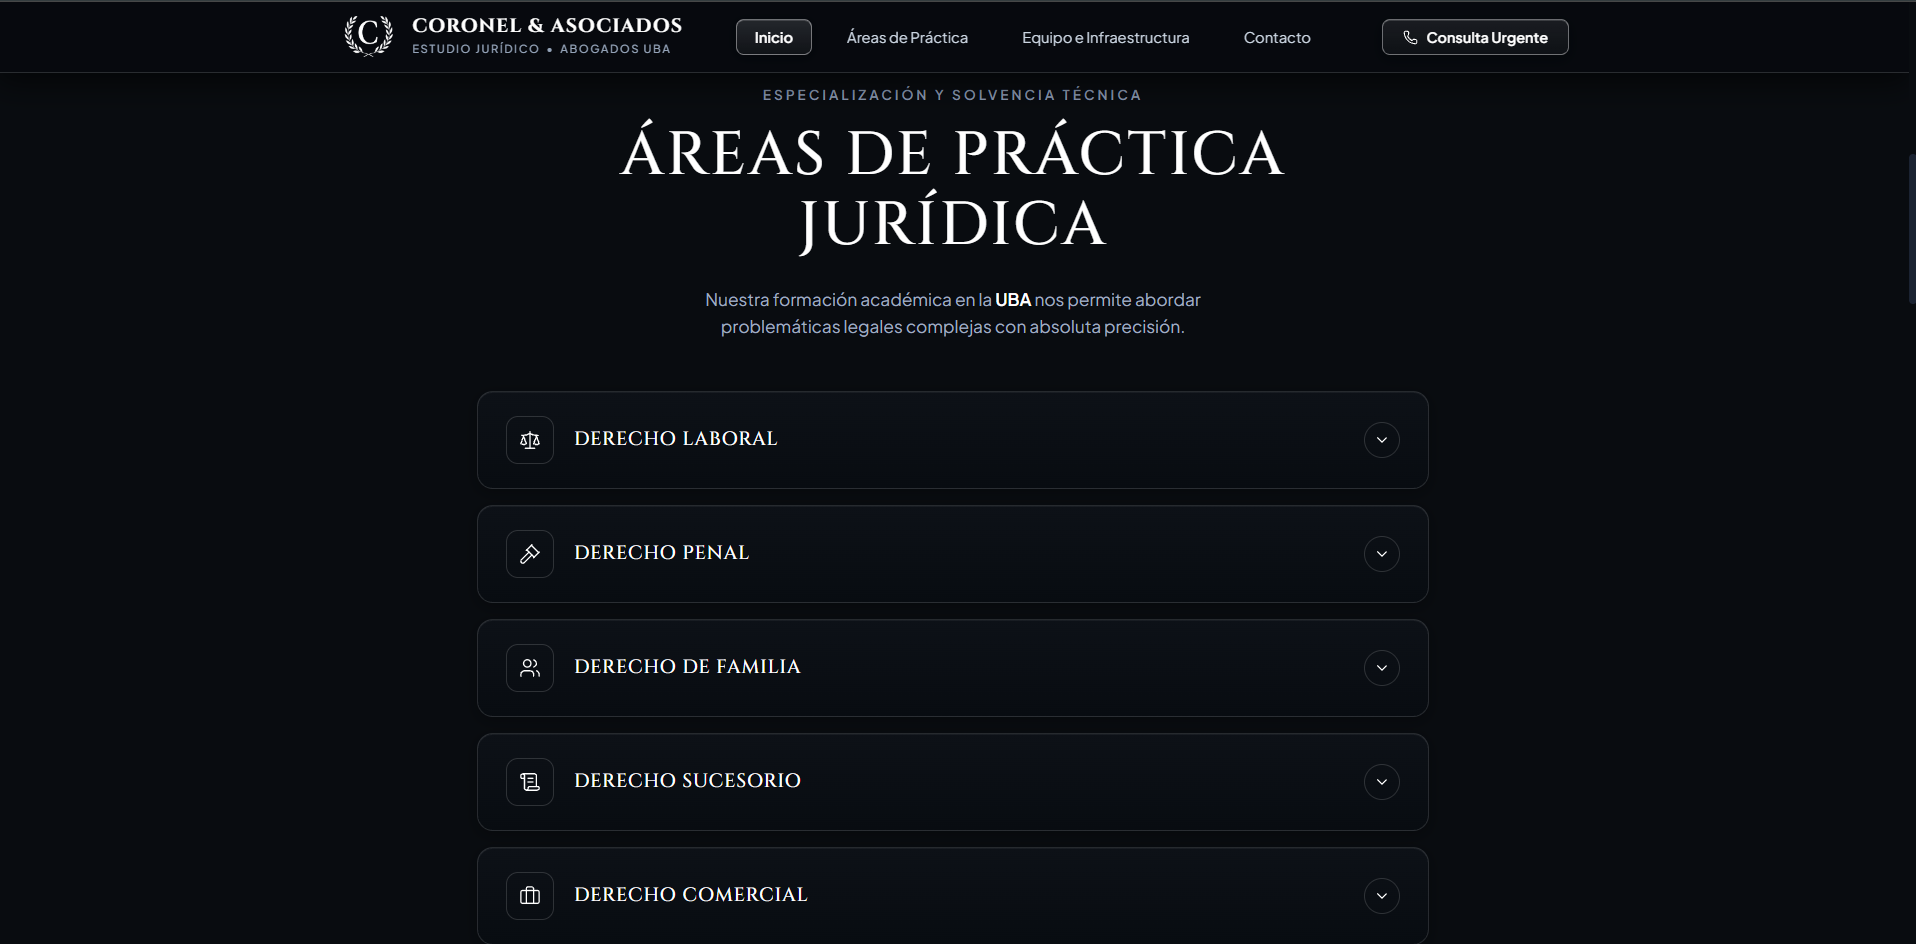 C
CORONEL & ASOCIADOS
ESTUDIO JURÍDICO • ABOGADOS UBA
Inicio
Áreas de Práctica
Equipo e Infraestructura
Contacto
Consulta Urgente
ESPECIALIZACIÓN Y SOLVENCIA TÉCNICA
ÁREAS DE PRÁCTICA
JURÍDICA
Nuestra formación académica en la UBA nos permite abordar
problemáticas legales complejas con absoluta precisión.
DERECHO LABORAL
DERECHO PENAL
DERECHO DE FAMILIA
DERECHO SUCESORIO
DERECHO COMERCIAL